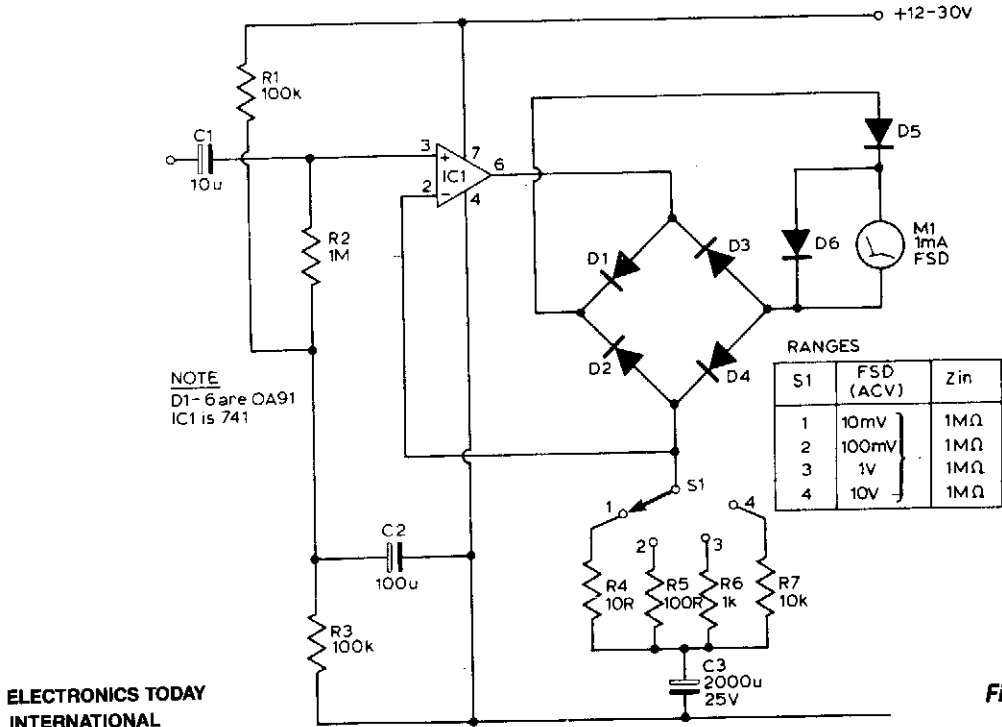 +12-30V
R1
100k
C1
10u
3
+
7
IC1
6
2
-
4
R2
1M
D5
D6
M1
1mA
FSD
D1
D3
D2
D4
NOTE
D1-6 are OA91
IC1 is 741
RANGES
S1 FSD (ACV) Zin
1 10mV 1MΩ
2 100mV 1MΩ
3 1V 1MΩ
4 10V 1MΩ
S1
1
2
3
4
C2
100u
R4
10R
R5
100R
R6
1k
R7
10k
R3
100k
C3
2000u
25V
ELECTRONICS TODAY
INTERNATIONAL
Fi